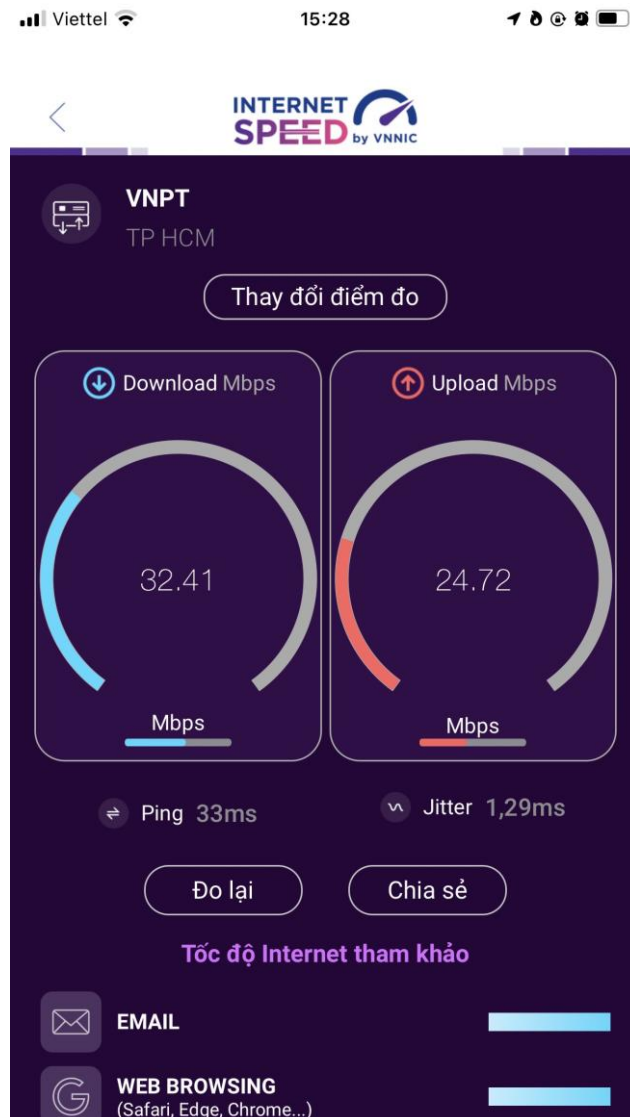 Viettel 15:28
INTERNET
SPEED by VNNIC
VNPT
TP HCM
Thay đổi điểm đo
Download Mbps
Upload Mbps
32.41
24.72
Mbps
Mbps
Ping 33ms
Jitter 1,29ms
Đo lại
Chia sẻ
Tốc độ Internet tham khảo
EMAIL
WEB BROWSING
(Safari, Edge, Chrome...)